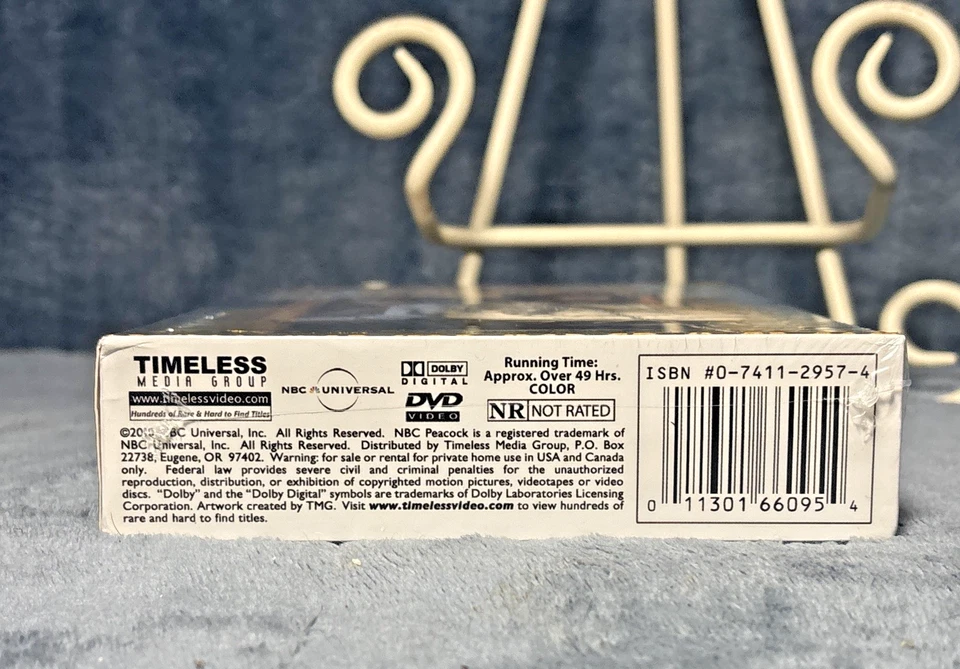 TIMELESS
MEDIA GROUP
www.timelessvideo.com
Hundreds of Rare & Hard to Find Titles
NBC UNIVERSAL
DOLBY
DIGITAL
DVD
VIDEO
Running Time:
Approx. Over 49 Hrs.
COLOR
NR NOT RATED
©201 NBC Universal, Inc. All Rights Reserved. NBC Peacock is a registered trademark of
NBC Universal, Inc. All Rights Reserved. Distributed by Timeless Media Group, P.O. Box
22738, Eugene, OR 97402. Warning: for sale or rental for private home use in USA and Canada
only. Federal law provides severe civil and criminal penalties for the unauthorized
reproduction, distribution, or exhibition of copyrighted motion pictures, videotapes or video
discs. "Dolby" and the "Dolby Digital" symbols are trademarks of Dolby Laboratories Licensing
Corporation. Artwork created by TMG. Visit www.timelessvideo.com to view hundreds of
rare and hard to find titles.
ISBN #0-7411-2957-4
0 11301 66095 4